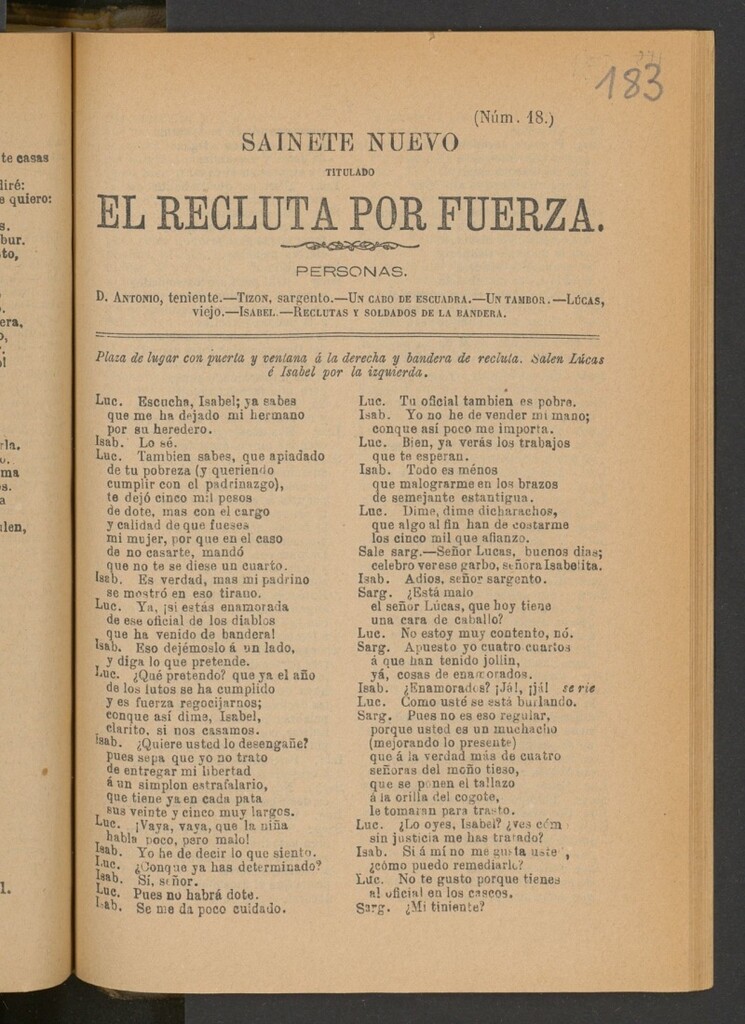 te casas
diré:
e quiero:
s.
bur.
to,
era,
o,
rla.
ma
s.
a
ulen,
l.
183
(Núm. 18.)
SAINETE NUEVO
TITULADO
EL RECLUTA POR FUERZA.
PERSONAS.
D. ANTONIO, teniente.—TIZON, sargento.—UN CABO DE ESCUADRA.—UN TAMBOR.—LÚCAS,
viejo.—ISABEL.—RECLUTAS Y SOLDADOS DE LA BANDERA.
Plaza de lugar con puerta y ventana á la derecha y bandera de recluta. Salen Lúcas
é Isabel por la izquierda.
Luc. Escucha, Isabel; ya sabes
que me ha dejado mi hermano
por su heredero.
Isab. Lo sé.
Luc. Tambien sabes, que apiadado
de tu pobreza (y queriendo
cumplir con el padrinazgo),
te dejó cinco mil pesos
de dote, mas con el cargo
y calidad de que fueses
mi mujer, por que en el caso
de no casarte, mandó
que no te se diese un cuarto.
Isab. Es verdad, mas mi padrino
se mostró en eso tirano.
Luc. Ya, ¡si estás enamorada
de ese oficial de los diablos
que ha venido de bandera!
Isab. Eso dejémoslo á un lado,
y diga lo que pretende.
Luc. ¿Qué pretendo? que ya el año
de los lutos se ha cumplido
y es fuerza regocijarnos;
conque así dime, Isabel,
clarito, si nos casamos.
Isab. ¿Quiere usted lo desengañe?
pues sepa que yo no trato
de entregar mi libertad
á un simplon estrafalario,
que tiene ya en cada pata
sus veinte y cinco muy largos.
Luc. ¡Vaya, vaya, que la niña
habla poco, pero malo!
Isab. Yo he de decir lo que siento.
Luc. ¿Conque ya has determinado?
Isab. Si, señor.
Luc. Pues no habrá dote.
Isab. Se me da poco cuidado.
Luc. Tu oficial tambien es pobre.
Isab. Yo no he de vender mi mano;
conque así poco me importa.
Luc. Bien, ya verás los trabajos
que te esperan.
Isab. Todo es ménos
que malograrme en los brazos
de semejante estantigua.
Luc. Dime, dime dicharachos,
que algo al fin han de costarme
los cinco mil que afianzo.
Sale sarg.—Señor Lucas, buenos dias;
celebro verese garbo, señora Isabelita.
Isab. Adios, señor sargento.
Sarg. ¿Está malo
el señor Lúcas, que hoy tiene
una cara de caballo?
Luc. No estoy muy contento, nó.
Sarg. Apuesto yo cuatro cuartos
á que han tenido jollin,
yá, cosas de enamorados.
Isab. ¿Enamorados? ¡Já!, ¡já! se rie
Luc. Como usté se está burlando.
Sarg. Pues no es eso regular,
porque usted es un muchacho
(mejorando lo presente)
que á la verdad más de cuatro
señoras del moño tieso,
que se ponen el tallazo
á la orilla del cogote,
le tomaran para trasto.
Luc. ¿Lo oyes, Isabel? ¿ves cóm
sin justicia me has tratado?
Isab. Si á mí no me gusta uste,
¿cómo puedo remediarlo?
Luc. No te gusto porque tienes
al oficial en los cascos.
Sarg. ¿Mi tiniente?